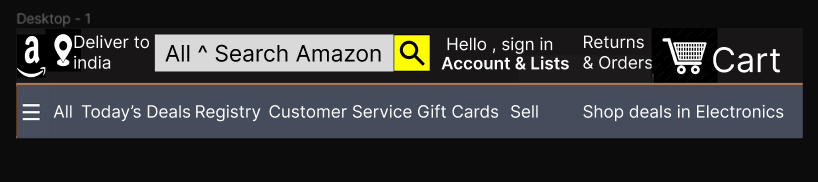 Desktop - 1
a
Deliver to
india
All ^ Search Amazon
Hello , sign in
Account & Lists
Returns
& Orders
Cart
All Today's Deals Registry Customer Service Gift Cards Sell Shop deals in Electronics